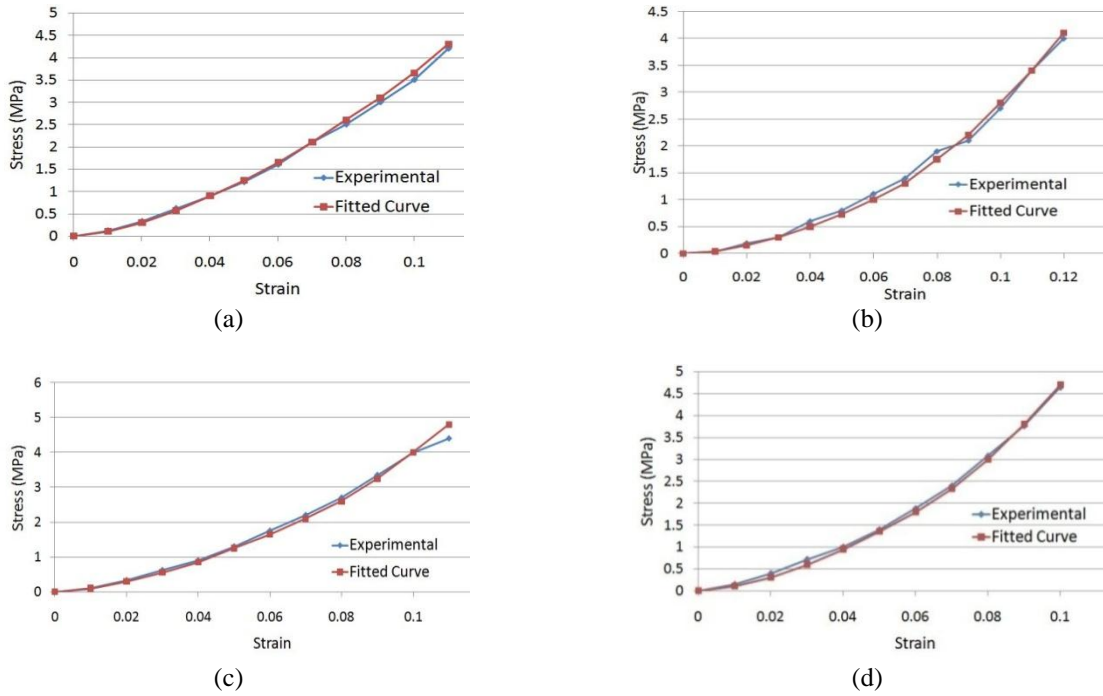 5
4.5
4
3.5
3
2.5
2
1.5
1
0.5
0
Stress (MPa)
Experimental
Fitted Curve
0 0.02 0.04 0.06 0.08 0.1
Strain
(a)
4.5
4
3.5
3
2.5
2
1.5
1
0.5
0
Stress (MPa)
Experimental
Fitted Curve
0 0.02 0.04 0.06 0.08 0.1 0.12
Strain
(b)
6
5
4
3
2
1
0
Stress (MPa)
Experimental
Fitted Curve
0 0.02 0.04 0.06 0.08 0.1
Strain
(c)
5
4.5
4
3.5
3
2.5
2
1.5
1
0.5
0
Stress (MPa)
Experimental
Fitted Curve
0 0.02 0.04 0.06 0.08 0.1
Strain
(d)